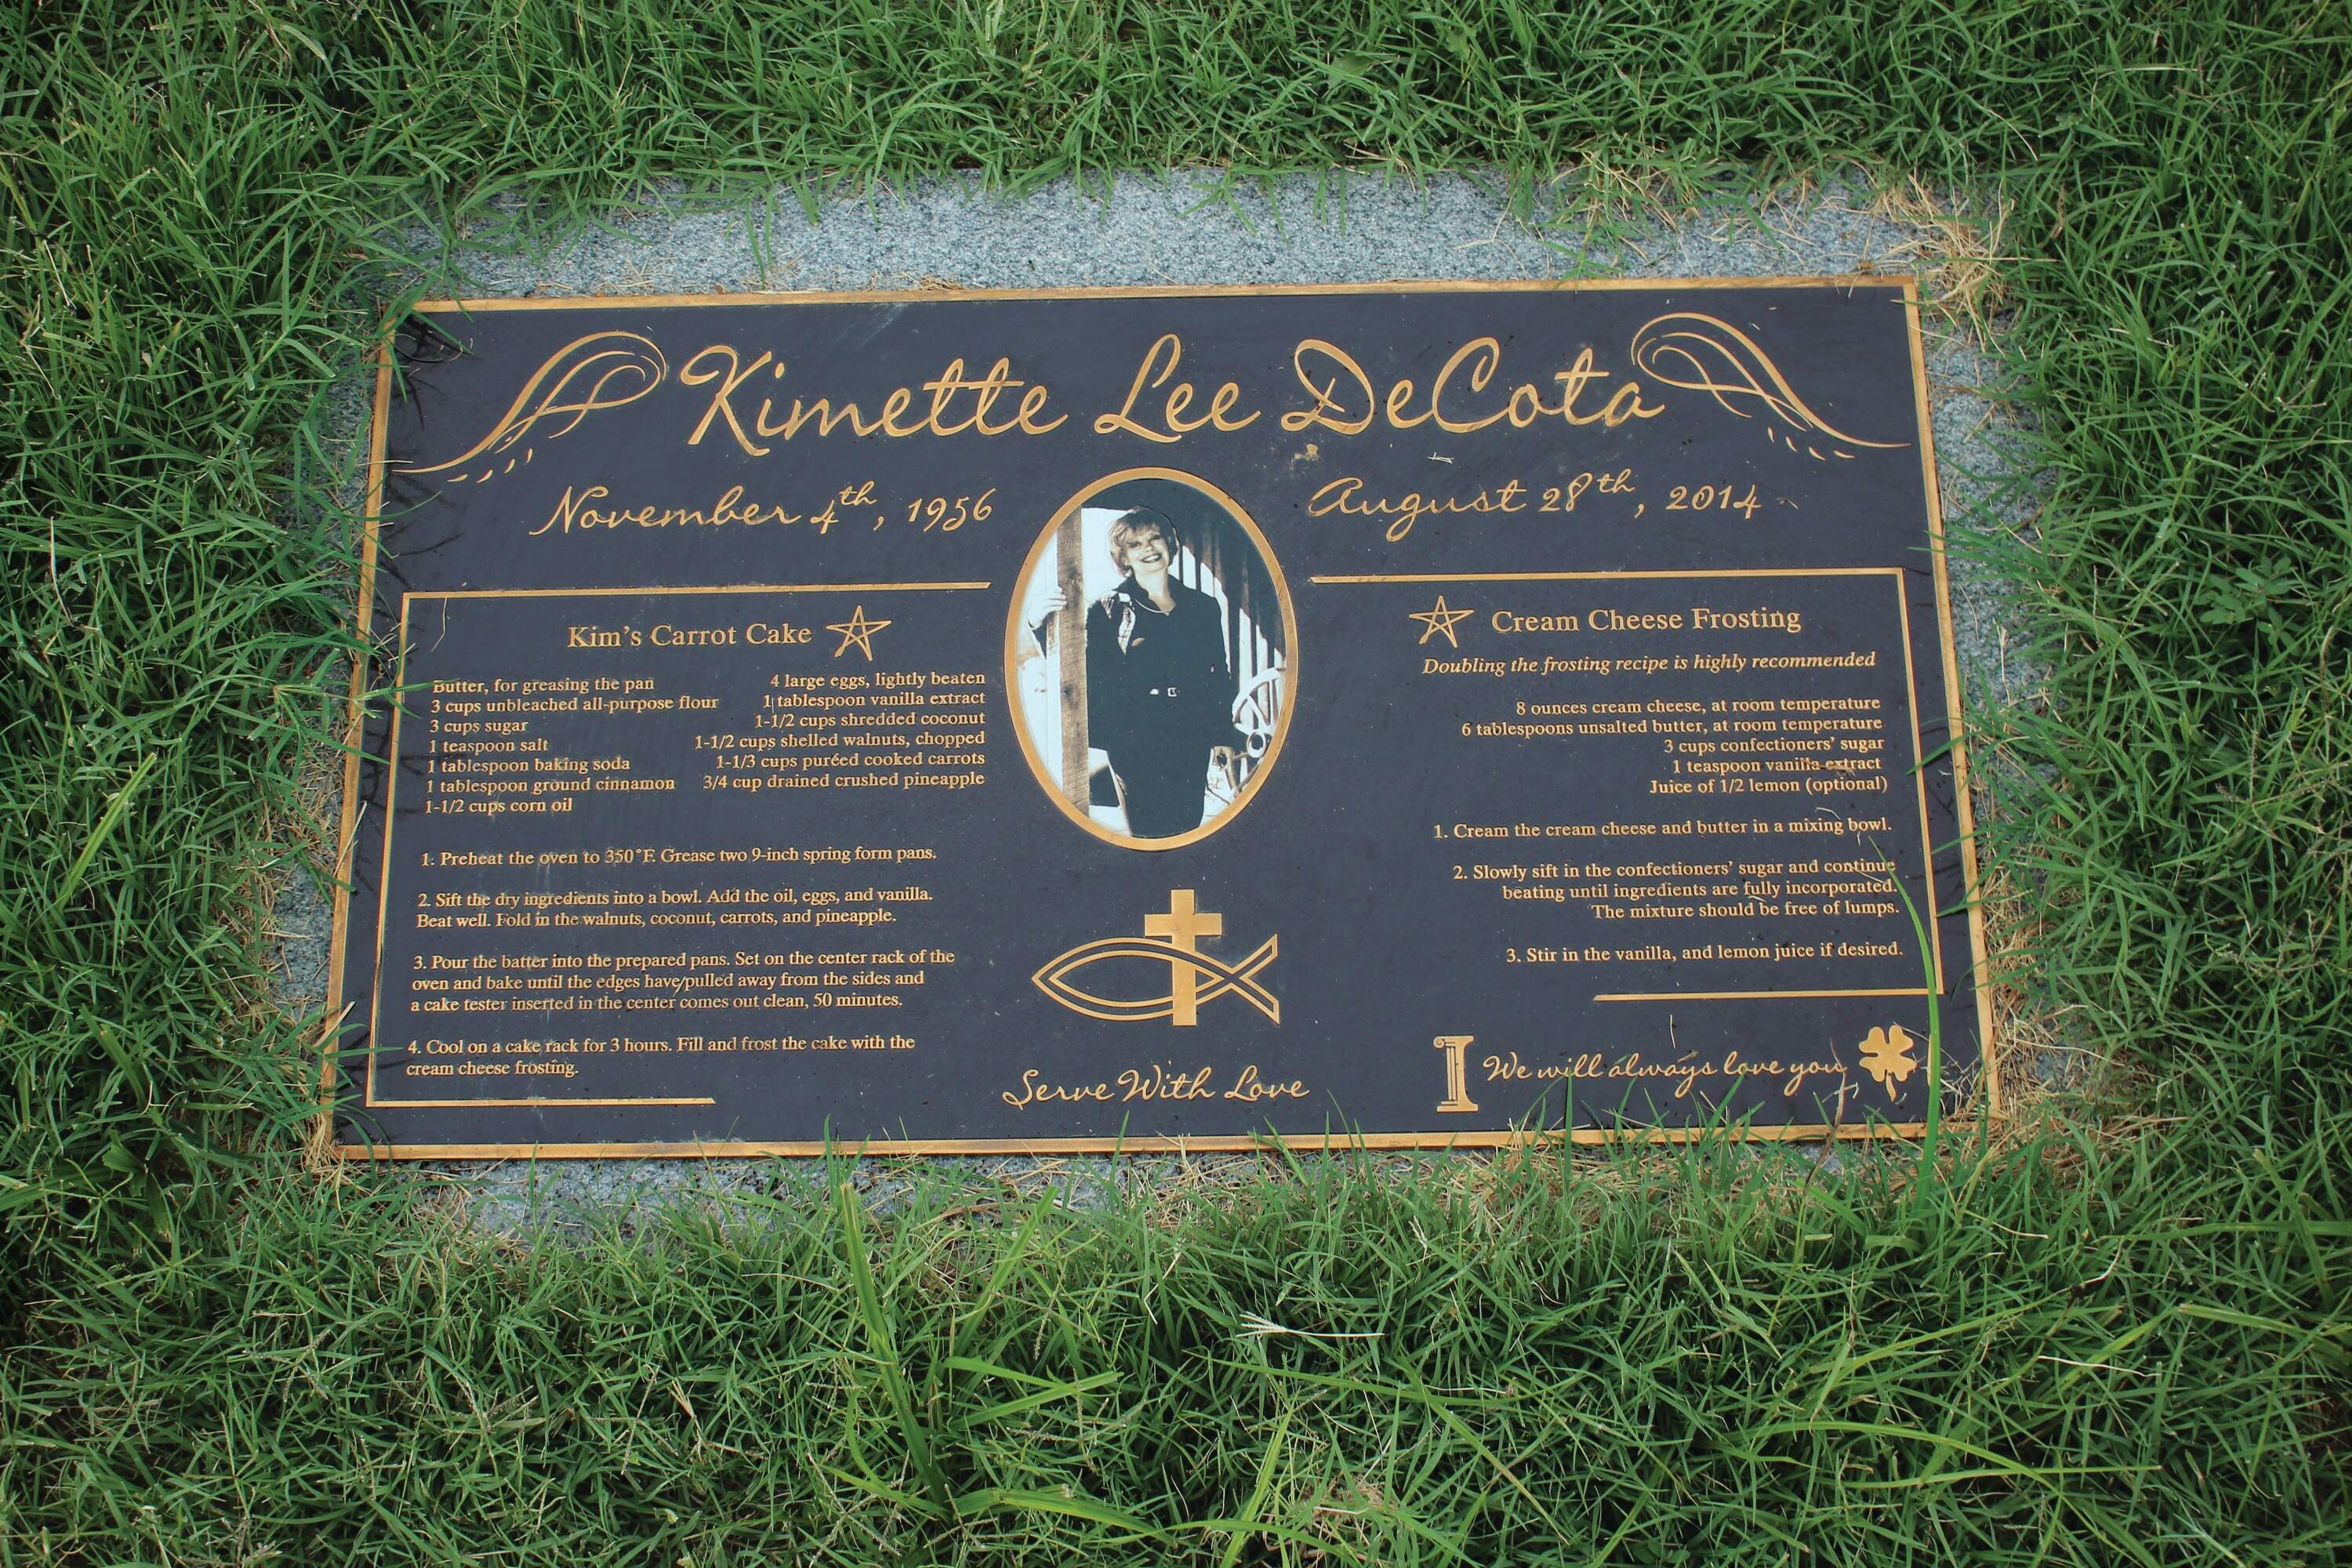 Kimette Lee DeCota
November 4th, 1956
August 28th, 2014
Kim's Carrot Cake
Butter, for greasing the pan
3 cups unbleached all-purpose flour
3 cups sugar
1 teaspoon salt
1 tablespoon baking soda
1 tablespoon ground cinnamon
1-1/2 cups corn oil
4 large eggs, lightly beaten
1 tablespoon vanilla extract
1-1/2 cups shredded coconut
1-1/2 cups shelled walnuts, chopped
1-1/3 cups puréed cooked carrots
3/4 cup drained crushed pineapple
1. Preheat the oven to 350°F. Grease two 9-inch spring form pans.
2. Sift the dry ingredients into a bowl. Add the oil, eggs, and vanilla.
Beat well. Fold in the walnuts, coconut, carrots, and pineapple.
3. Pour the batter into the prepared pans. Set on the center rack of the
oven and bake until the edges have pulled away from the sides and
a cake tester inserted in the center comes out clean, 50 minutes.
4. Cool on a cake rack for 3 hours. Fill and frost the cake with the
cream cheese frosting.
Serve With Love
Cream Cheese Frosting
Doubling the frosting recipe is highly recommended
8 ounces cream cheese, at room temperature
6 tablespoons unsalted butter, at room temperature
3 cups confectioners' sugar
1 teaspoon vanilla extract
Juice of 1/2 lemon (optional)
1. Cream the cream cheese and butter in a mixing bowl.
2. Slowly sift in the confectioners' sugar and continue
beating until ingredients are fully incorporated.
The mixture should be free of lumps.
3. Stir in the vanilla, and lemon juice if desired.
We will always love you